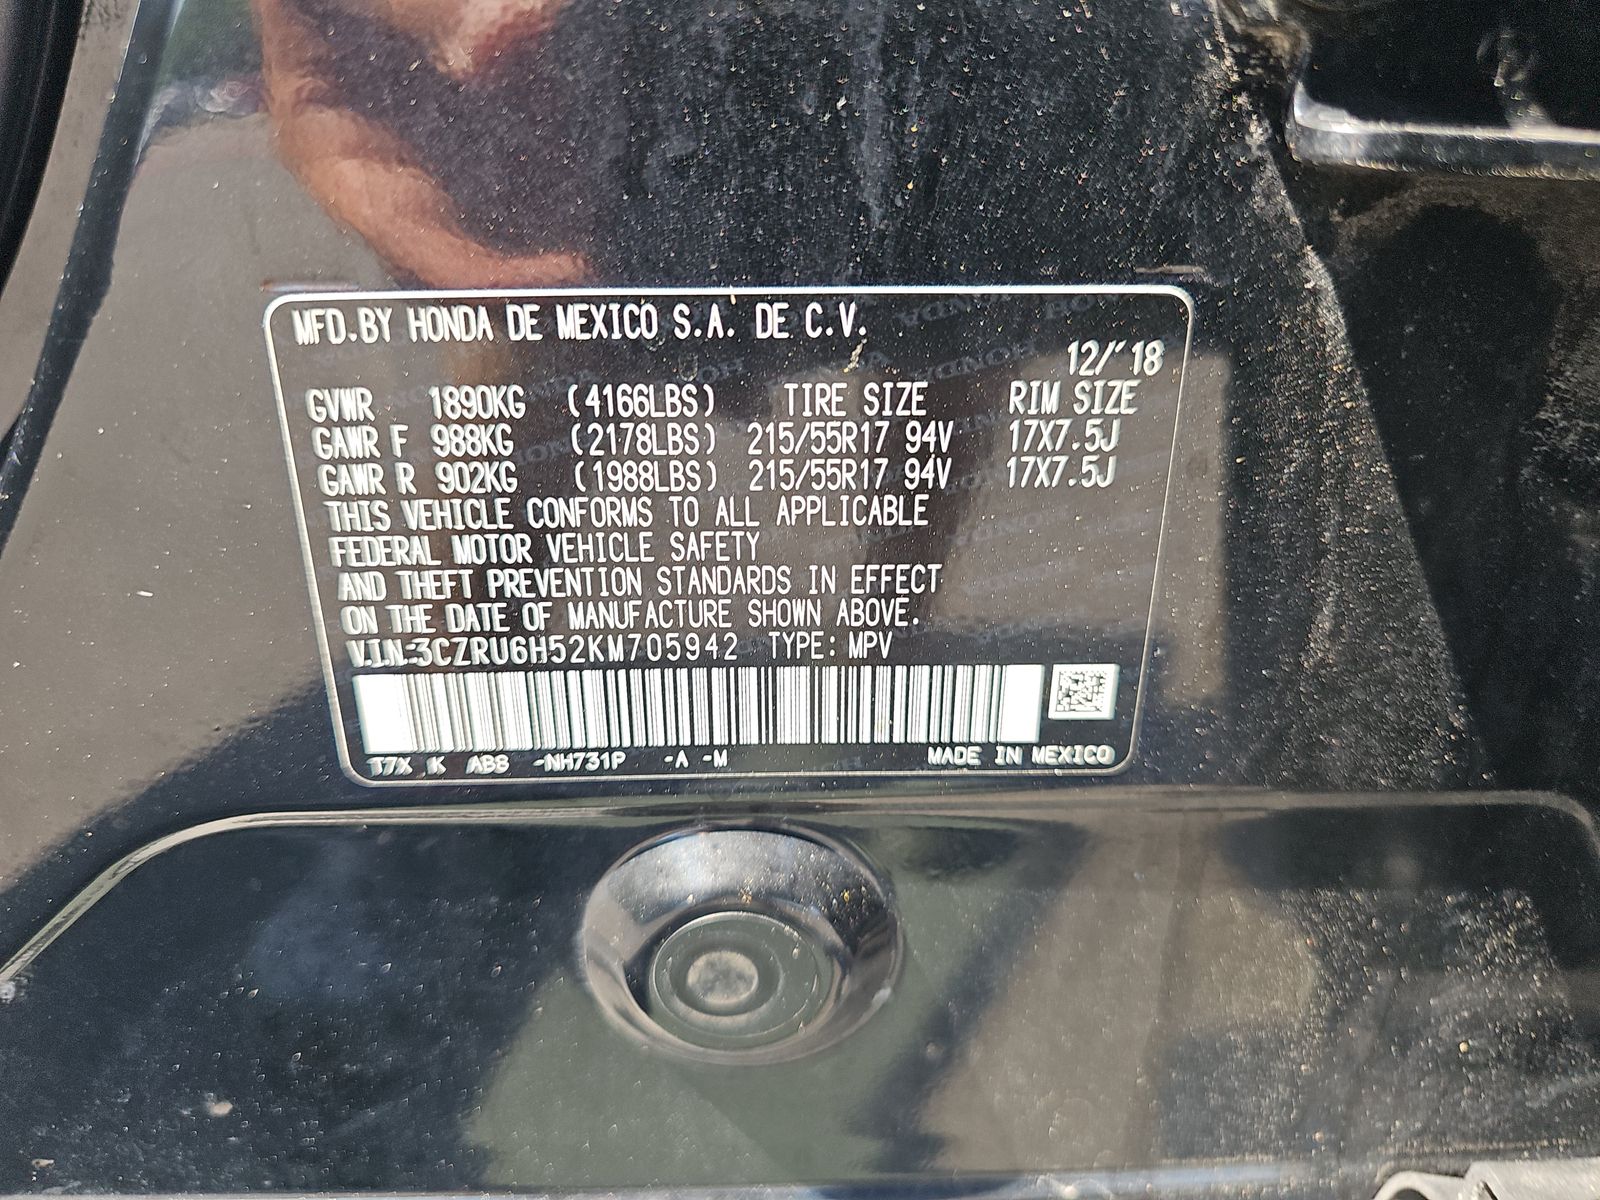 MFD.BY HONDA DE MEXICO S.A. DE C.V.
12/'18
GVWR 1890KG (4166LBS) TIRE SIZE RIM SIZE
GAWR F 988KG (2178LBS) 215/55R17 94V 17X7.5J
GAWR R 902KG (1988LBS) 215/55R17 94V 17X7.5J
THIS VEHICLE CONFORMS TO ALL APPLICABLE
FEDERAL MOTOR VEHICLE SAFETY
AND THEFT PREVENTION STANDARDS IN EFFECT
ON THE DATE OF MANUFACTURE SHOWN ABOVE.
V.I.N:3CZRU6H52KM705942 TYPE: MPV
T7X K AB8 -NH731P -A -M MADE IN MEXICO